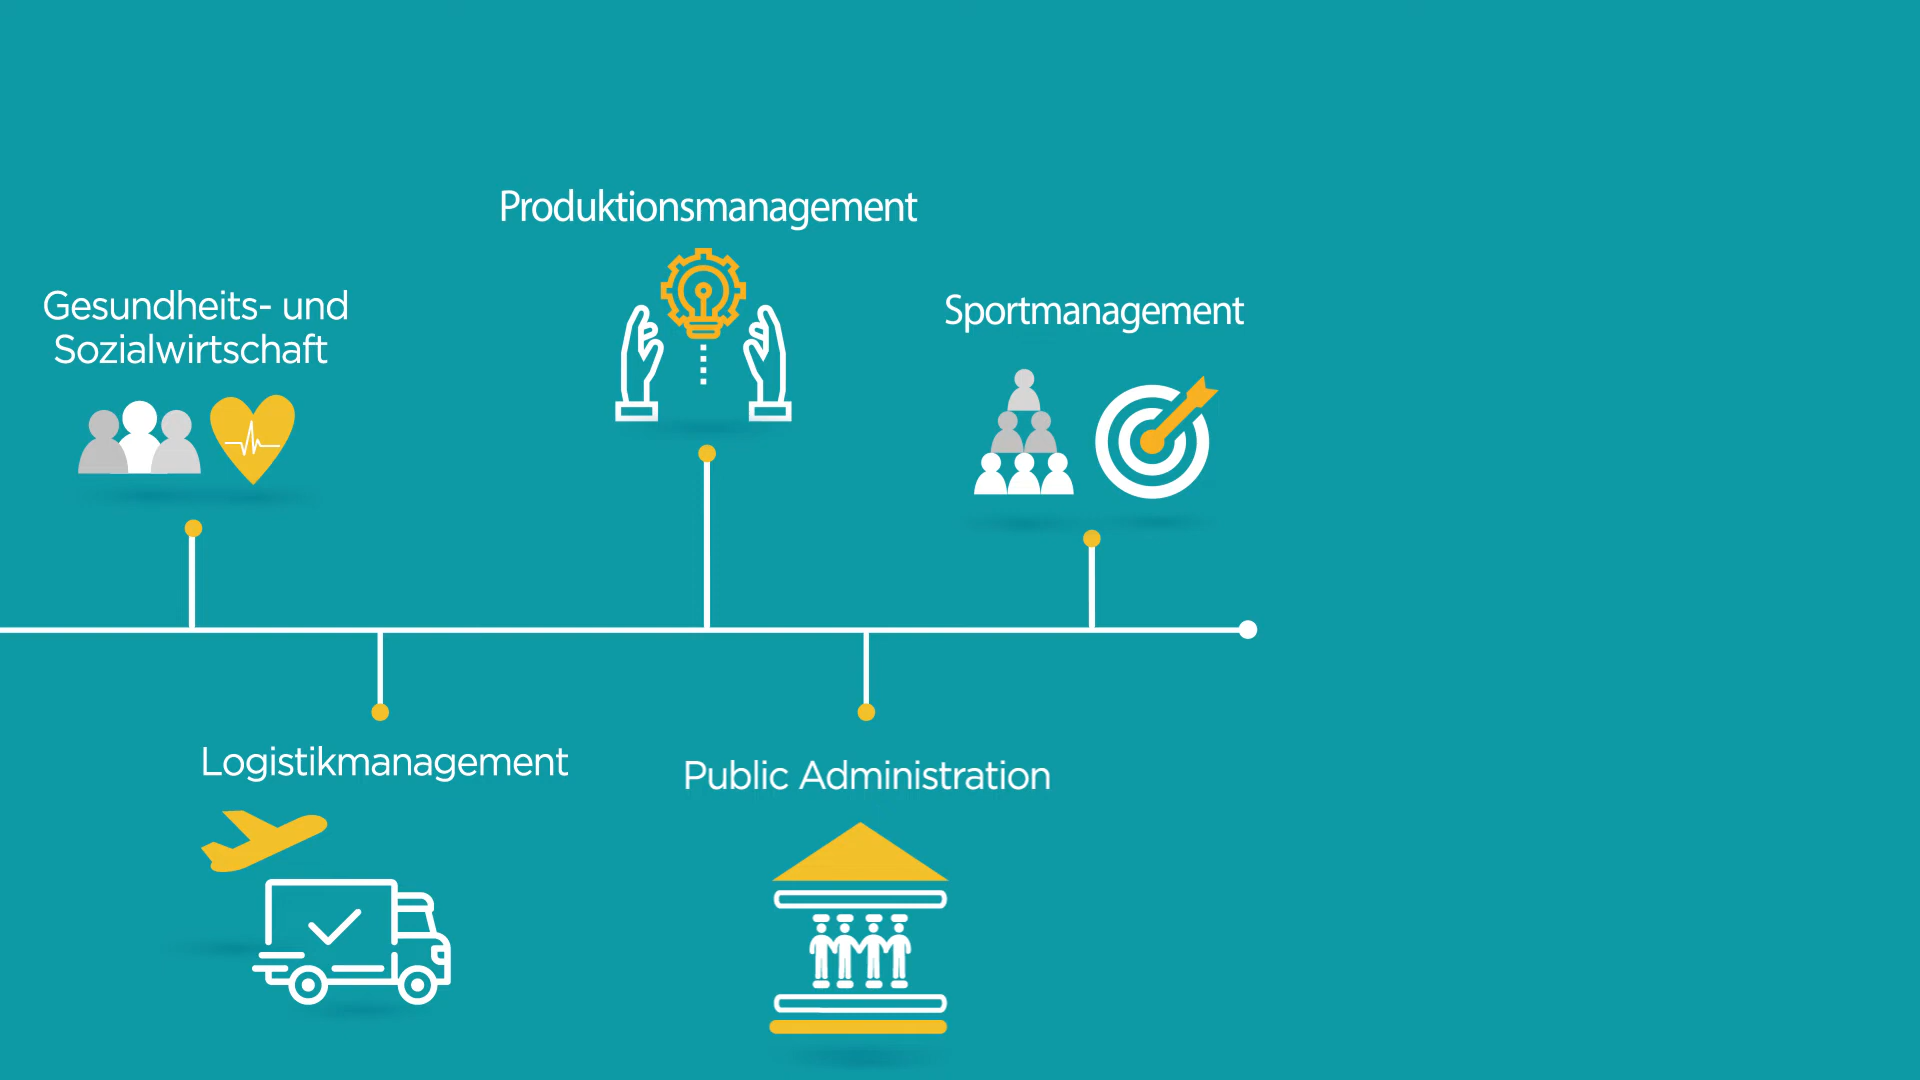 Produktionsmanagement
Gesundheits- und
Sozialwirtschaft
Sportmanagement
Logistikmanagement
Public Administration